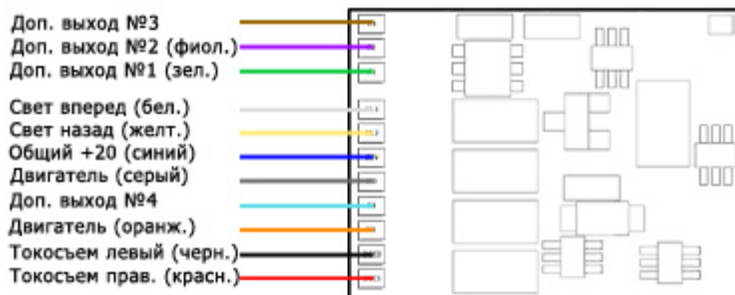 Доп. выход №3
Доп. выход №2 (фиол.)
Доп. выход №1 (зел.)
Свет вперед (бел.)
Свет назад (желт.)
Общий +20 (синий)
Двигатель (серый)
Доп. выход №4
Двигатель (оранж.)
Токосъем левый (черн.)
Токосъем прав. (красн.)